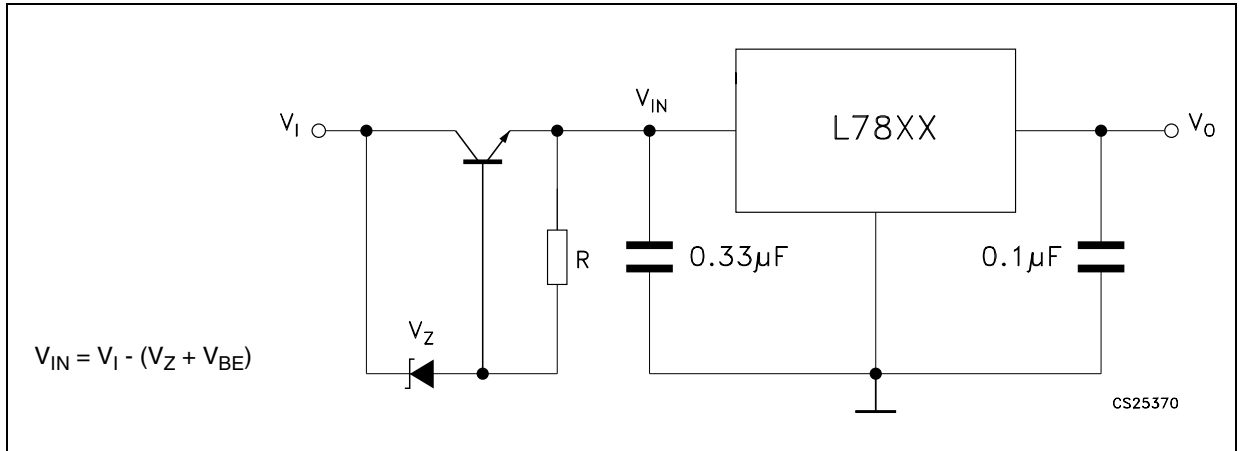 V_IN
V_I
L78XX
V_O
R
0.33µF
0.1µF
V_Z
V_IN = V_I - (V_Z + V_BE)
CS25370